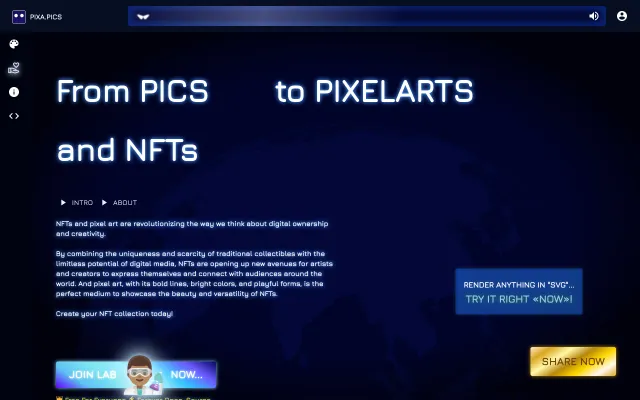 PIXA.PICS
From PICS to PIXELARTS
and NFTs
INTRO ABOUT
NFTs and pixel art are revolutionizing the way we think about digital ownership
and creativity.
By combining the uniqueness and scarcity of traditional collectibles with the
limitless potential of digital media, NFTs are opening up new avenues for artists
and creators to express themselves and connect with audiences around the
world. And pixel art, with its bold lines, bright colors, and playful forms, is the
perfect medium to showcase the beauty and versatility of NFTs.
Create your NFT collection today!
RENDER ANYTHING IN "SVG"...
TRY IT RIGHT «NOW»!
SHARE NOW
JOIN LAB NOW...